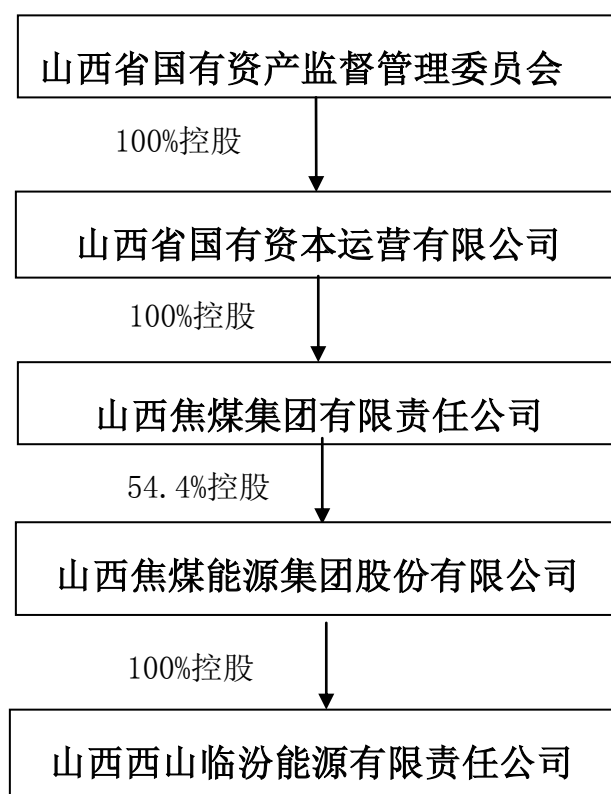 山西省国有资产监督管理委员会
100%控股
山西省国有资本运营有限公司
100%控股
山西焦煤集团有限责任公司
54.4%控股
山西焦煤能源集团股份有限公司
100%控股
山西西山临汾能源有限责任公司